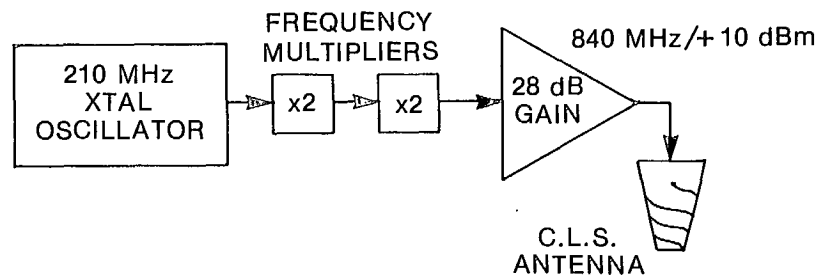 FREQUENCY
MULTIPLIERS
840 MHz/+10 dBm
210 MHz
XTAL
OSCILLATOR
x2
x2
28 dB
GAIN
C.L.S.
ANTENNA